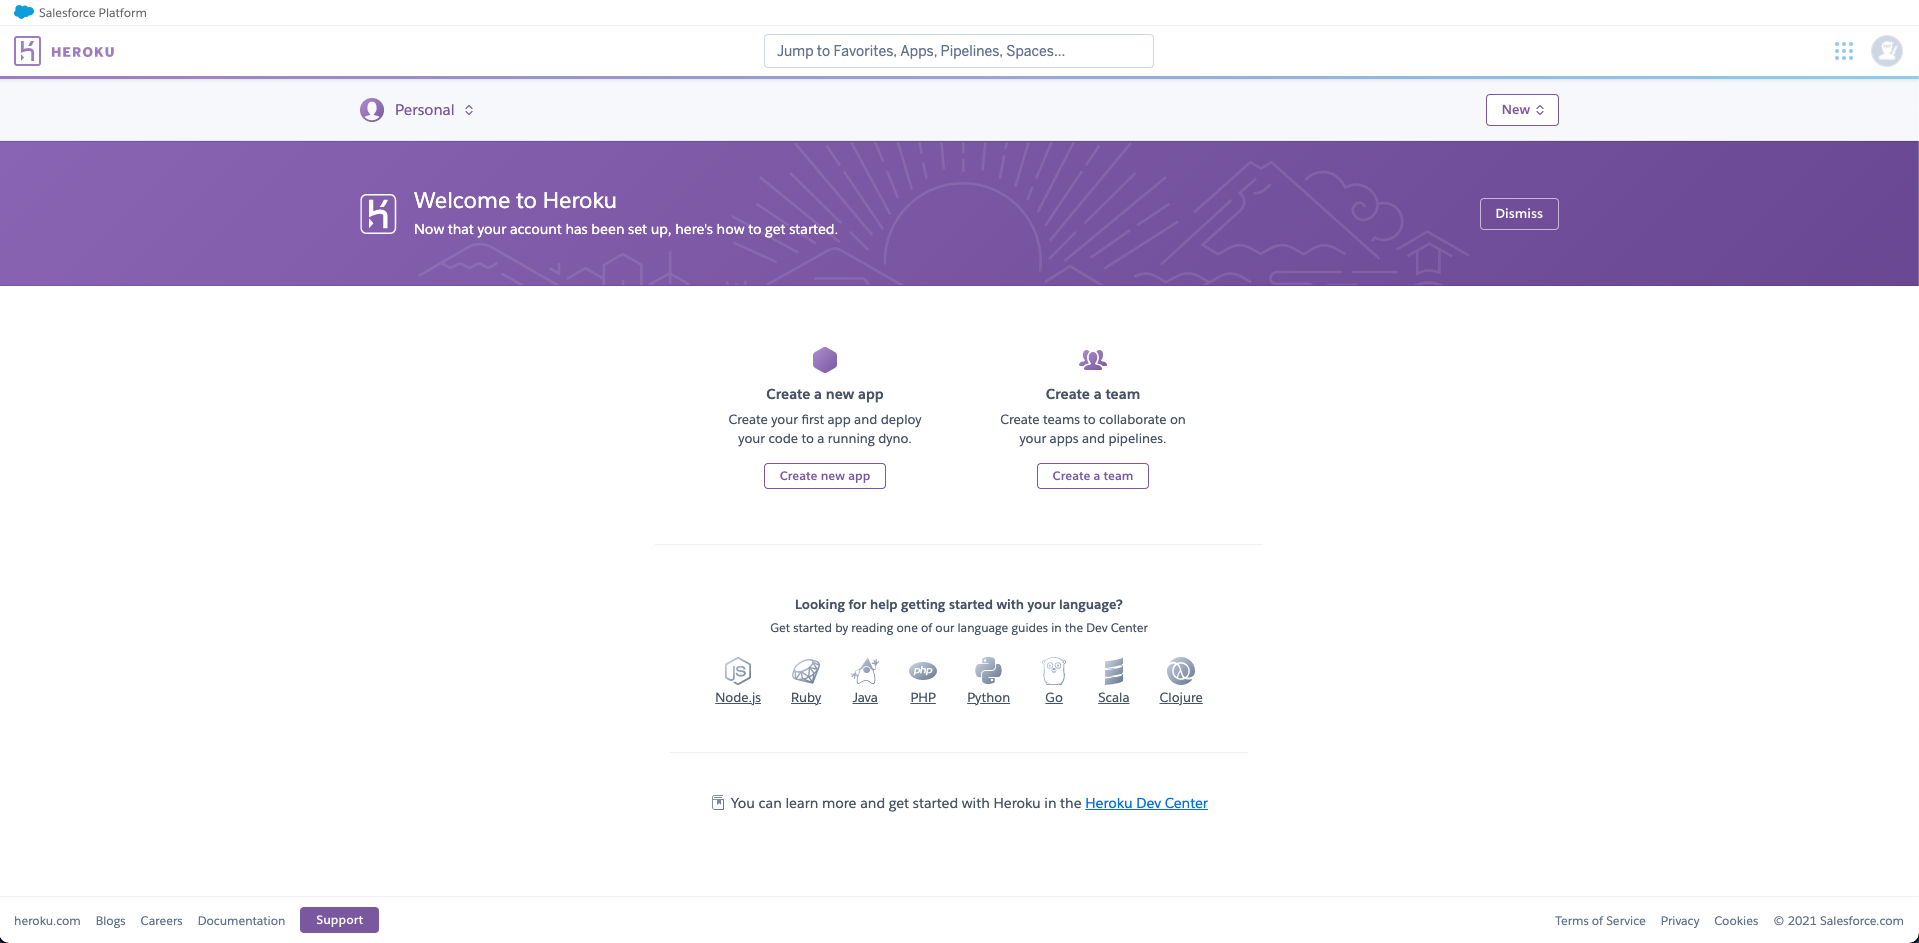 Salesforce Platform
HEROKU
Jump to Favorites, Apps, Pipelines, Spaces...
Personal
New
Welcome to Heroku
Now that your account has been set up, here's how to get started.
Dismiss
Create a new app
Create your first app and deploy
your code to a running dyno.
Create new app
Create a team
Create teams to collaborate on
your apps and pipelines.
Create a team
Looking for help getting started with your language?
Get started by reading one of our language guides in the Dev Center
JS
php
Node.js Ruby Java PHP Python Go Scala Clojure
You can learn more and get started with Heroku in the Heroku Dev Center
heroku.com Blogs Careers Documentation Support
Terms of Service Privacy Cookies © 2021 Salesforce.com